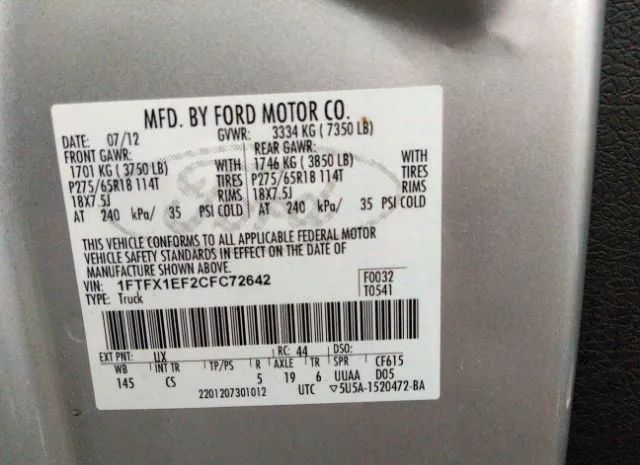 MFD. BY FORD MOTOR CO.
DATE: 07/12 GVWR: 3334 KG ( 7350 LB)
FRONT GAWR: REAR GAWR:
1701 KG ( 3750 LB) WITH 1746 KG ( 3850 LB) WITH
P275/65R18 114T TIRES P275/65R18 114T TIRES
18X7.5J RIMS 18X7.5J RIMS
AT 240 kPa/ 35 PSI COLD AT 240 kPa/ 35 PSI COLD
THIS VEHICLE CONFORMS TO ALL APPLICABLE FEDERAL MOTOR
VEHICLE SAFETY STANDARDS IN EFFECT ON THE DATE OF
MANUFACTURE SHOWN ABOVE.
VIN: 1FTFX1EF2CFC72642 F0032
TYPE: Truck T0541
EXT PNT: UX RC: 44 DSO:
WB INT TR TP/PS R AXLE TR SPR CF615
145 CS 5 19 6 UUAA D05
2201207301012 UTC ▽5U5A-1520472-BA
Ford